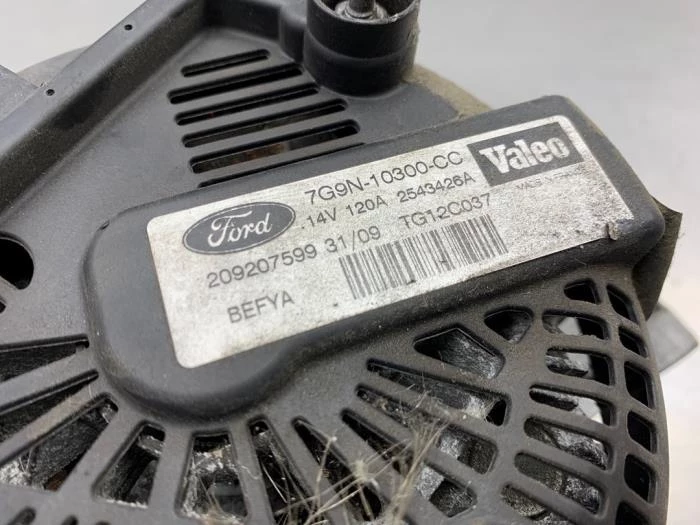 7G9N-10300-CC
Valeo
Ford
14V 120A 2543426A
209207599 31/09 TG12C037
BEFYA